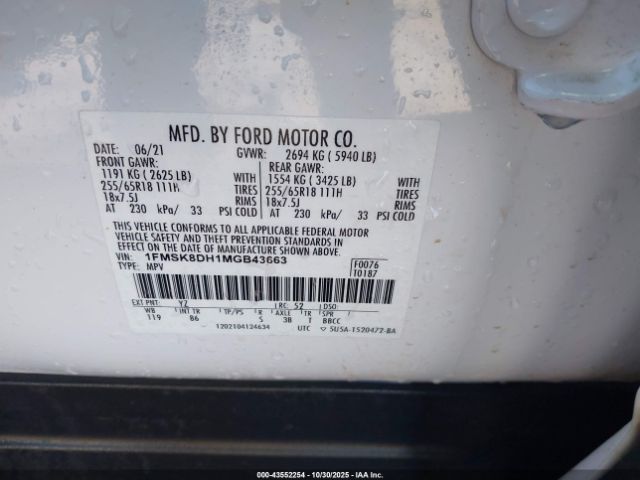 MFD. BY FORD MOTOR CO.
DATE: 06/21 GVWR: 2694 KG ( 5940 LB)
FRONT GAWR: REAR GAWR:
1191 KG ( 2625 LB) WITH 1554 KG ( 3425 LB) WITH
255/65R18 111H TIRES 255/65R18 111H TIRES
18x7.5J RIMS 18x7.5J RIMS
AT 230 kPa/ 33 PSI COLD AT 230 kPa/ 33 PSI COLD
THIS VEHICLE CONFORMS TO ALL APPLICABLE FEDERAL MOTOR
VEHICLE SAFETY AND THEFT PREVENTION STANDARDS IN
EFFECT ON THE DATE OF MANUFACTURE SHOWN ABOVE.
VIN: 1FMSK8DH1MGB43663 F0076
TYPE: MPV T0187
EXT PNT: YZ RC: 52 DSO:
WB INT TR TP/PS R AXLE TR SPR
119 B6 S 3B T BBCC
1202104124634 UTC 5U5A-1520472-BA
000-43552254 | 10/30/2025 | Copyright IAA, Inc.